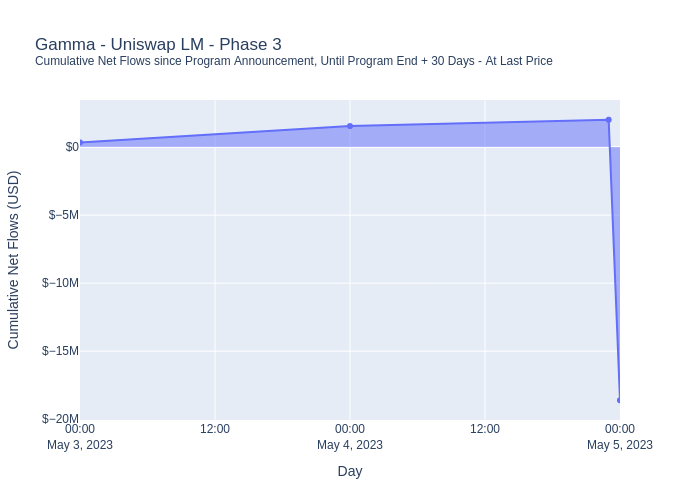 Gamma - Uniswap LM - Phase 3
Cumulative Net Flows since Program Announcement, Until Program End + 30 Days - At Last Price
Cumulative Net Flows (USD)
$0
$−5M
$−10M
$−15M
$−20M
00:00 12:00 00:00 12:00 00:00
May 3, 2023 May 4, 2023 May 5, 2023
Day